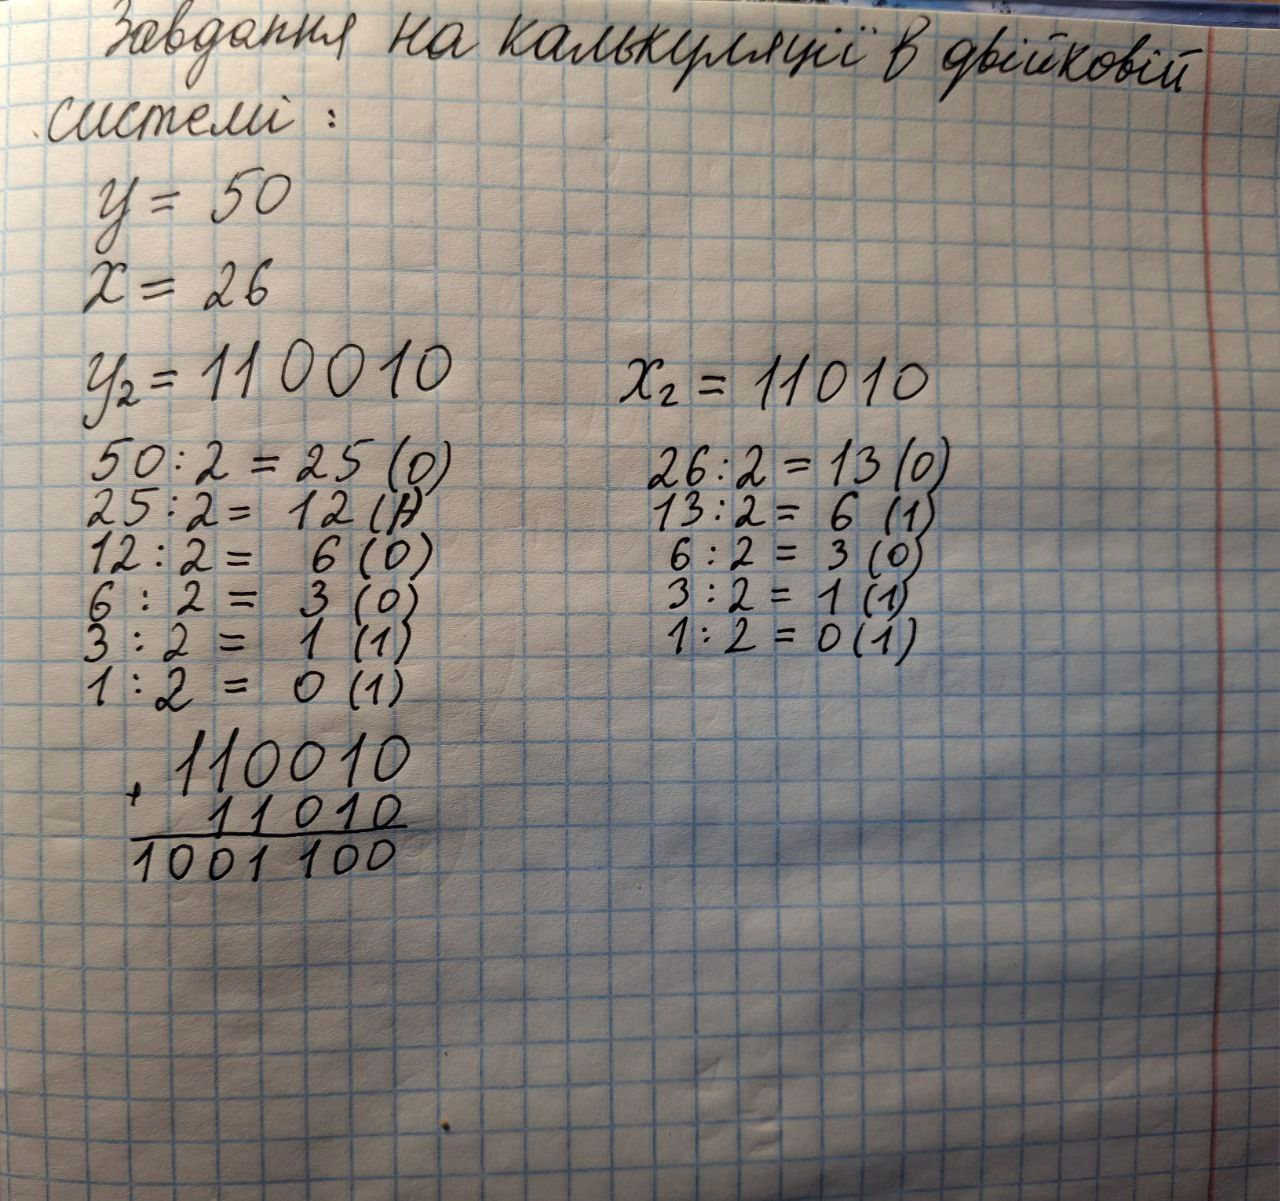 Завдання на калькуляції в двійковій
системі :
y = 50
x = 26
y₂ = 110010
x₂ = 11010
50 : 2 = 25 (0)
25 : 2 = 12 (1)
12 : 2 = 6 (0)
6 : 2 = 3 (0)
3 : 2 = 1 (1)
1 : 2 = 0 (1)
26 : 2 = 13 (0)
13 : 2 = 6 (1)
6 : 2 = 3 (0)
3 : 2 = 1 (1)
1 : 2 = 0 (1)
110010
+
11010
1001100